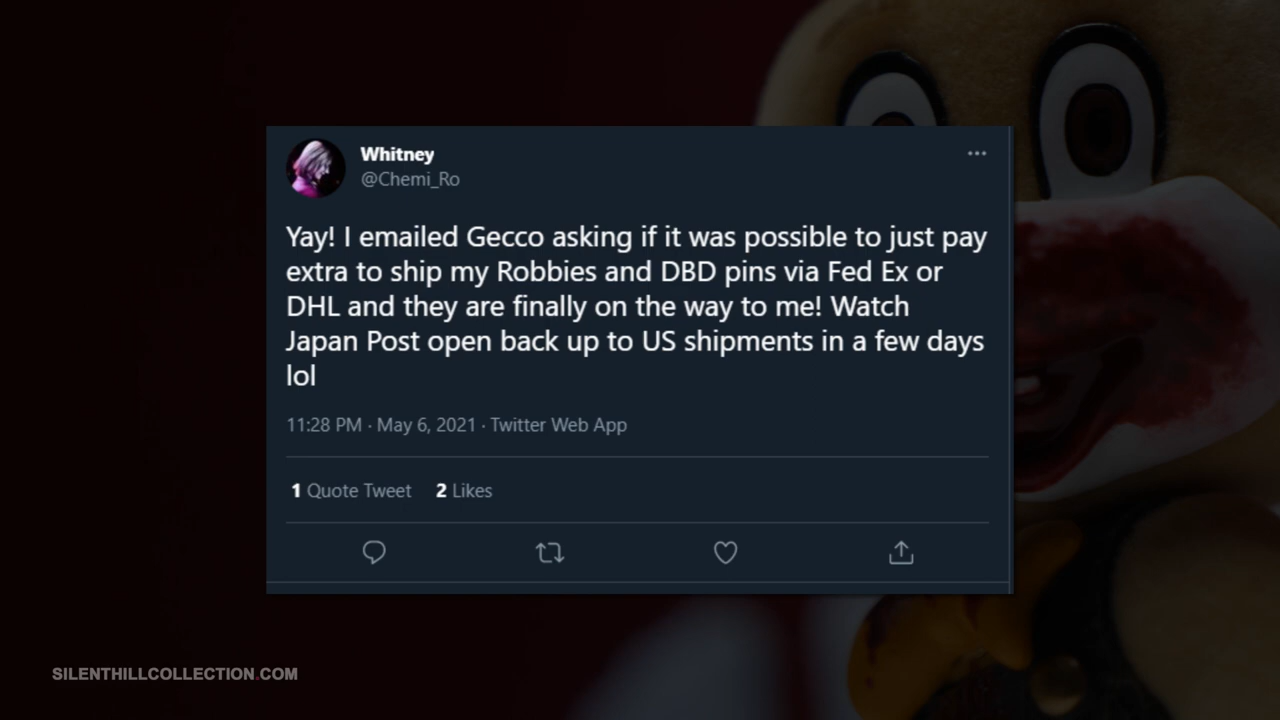 Whitney
@Chemi_Ro
Yay! I emailed Gecco asking if it was possible to just pay
extra to ship my Robbies and DBD pins via Fed Ex or
DHL and they are finally on the way to me! Watch
Japan Post open back up to US shipments in a few days
lol
11:28 PM · May 6, 2021 · Twitter Web App
1 Quote Tweet 2 Likes
SILENTHILLCOLLECTION.COM